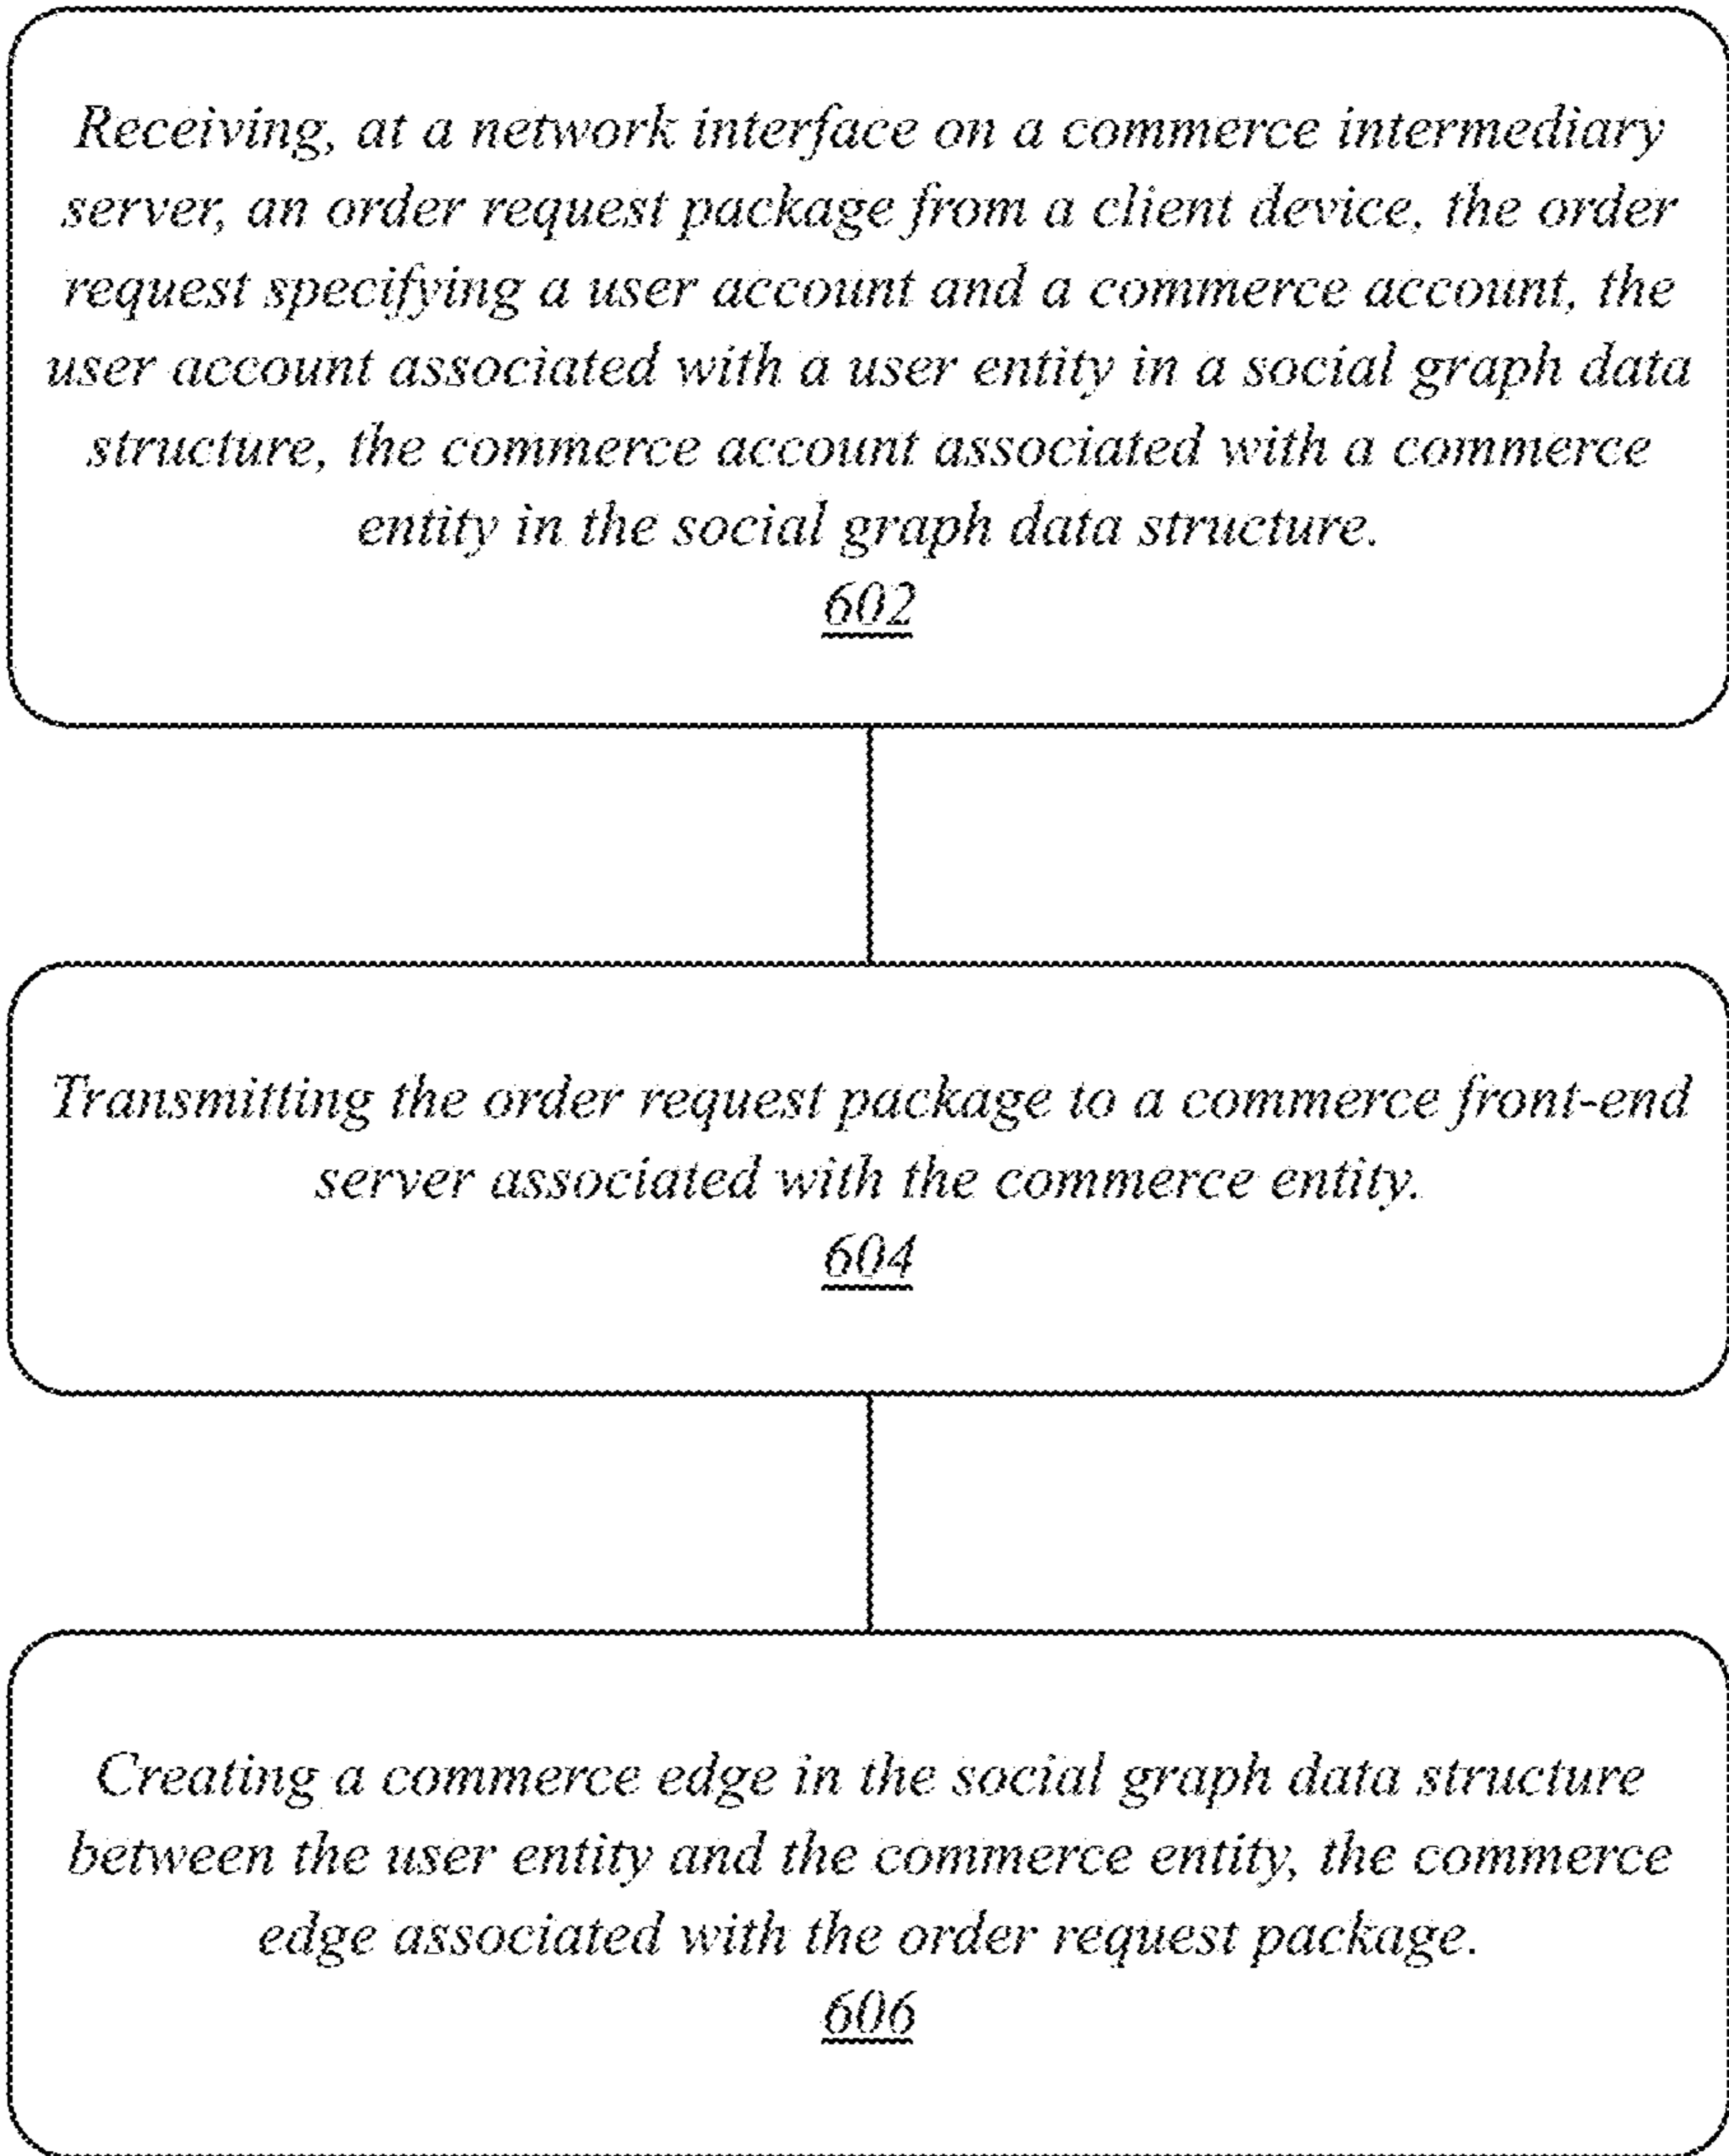 Receiving, at a network interface on a commerce intermediary
server, an order request package from a client device, the order
request specifying a user account and a commerce account, the
user account associated with a user entity in a social graph data
structure, the commerce account associated with a commerce
entity in the social graph data structure.
602
Transmitting the order request package to a commerce front-end
server associated with the commerce entity.
604
Creating a commerce edge in the social graph data structure
between the user entity and the commerce entity, the commerce
edge associated with the order request package.
606